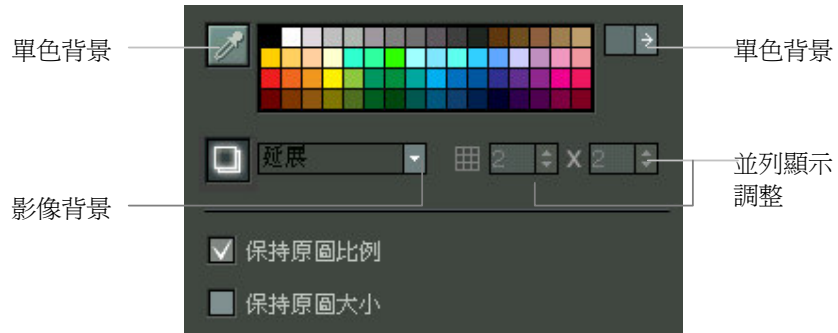 單色背景
單色背景
延展
2 X 2
並列顯示
調整
影像背景
保持原圖比例
保持原圖大小